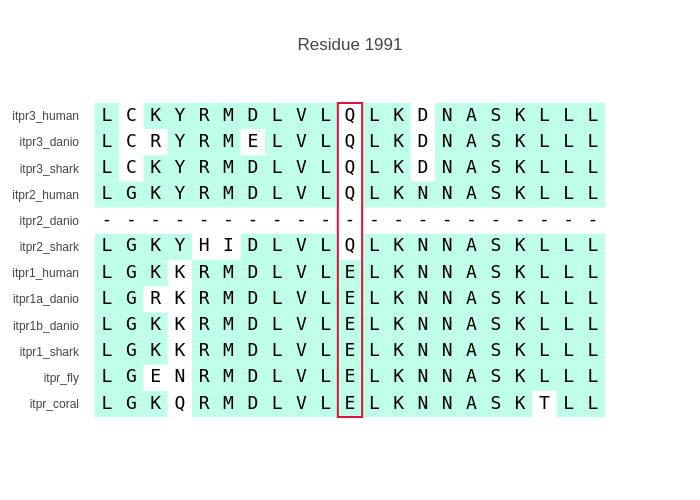 Residue 1991
itpr3_human L C K Y R M D L V L Q L K D N A S K L L L
itpr3_danio L C R Y R M E L V L Q L K D N A S K L L L
itpr3_shark L C K Y R M D L V L Q L K D N A S K L L L
itpr2_human L G K Y R M D L V L Q L K N N A S K L L L
itpr2_danio - - - - - - - - - - - - - - - - - - - - -
itpr2_shark L G K Y H I D L V L Q L K N N A S K L L L
itpr1_human L G K K R M D L V L E L K N N A S K L L L
itpr1a_danio L G R K R M D L V L E L K N N A S K L L L
itpr1b_danio L G K K R M D L V L E L K N N A S K L L L
itpr1_shark L G K K R M D L V L E L K N N A S K L L L
itpr_fly L G E N R M D L V L E L K N N A S K L L L
itpr_coral L G K Q R M D L V L E L K N N A S K T L L